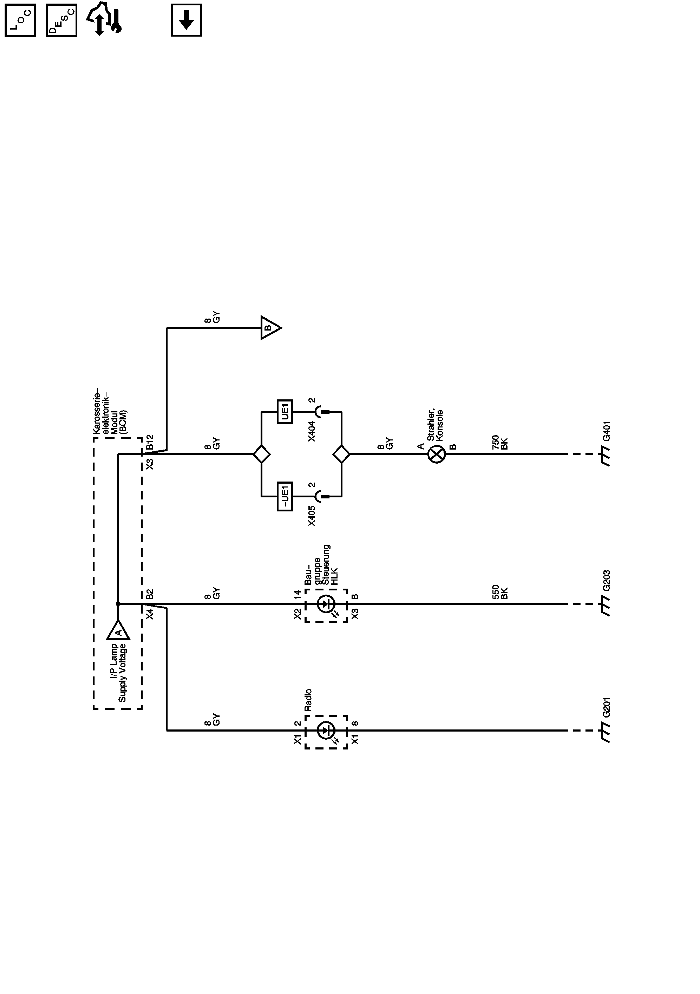 LOC
DESC
8
GY
B
Karosserie–
elektronik–
Modul
(BCM)
X3
B12
8
GY
UE1
X404
2
~UE1
X405
2
8
GY
A
Strahler,
Konsole
B
750
BK
G401
A
I/P Lamp
Supply Voltage
X4
B2
8
GY
X2
14
Bau–
gruppe
Steuerung
HLK
X3
B
550
BK
G203
8
GY
X1
2
Radio
X1
8
G201